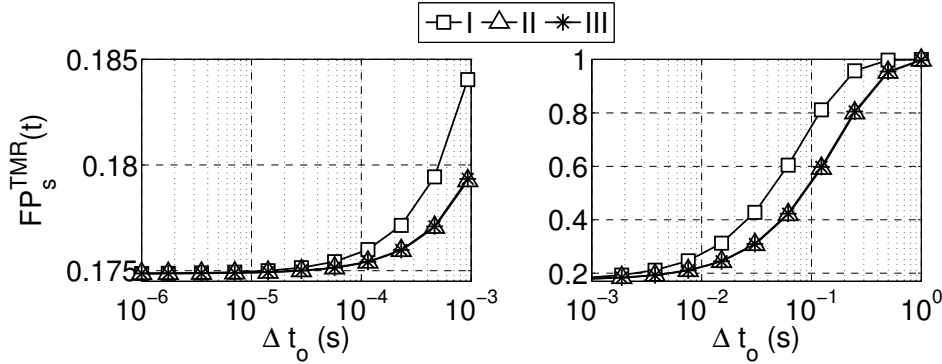 I II III
0.185
0.18
0.175
FP_s^TMR(t)
10^-6 10^-5 10^-4 10^-3
Δ t_o (s)
1
0.8
0.6
0.4
0.2
10^-3 10^-2 10^-1 10^0
Δ t_o (s)